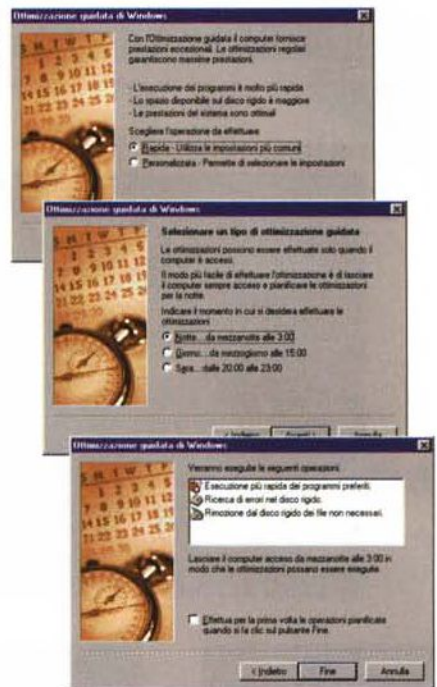 Ottimizzazione guidata di Windows
Con l'Ottimizzazione guidata il computer fornisce
prestazioni eccezionali. Le ottimizzazioni regolari
garantiscono massime prestazioni.
- L'esecuzione dei programmi è molto più rapida
- Lo spazio disponibile sul disco rigido è maggiore
- Le prestazioni del sistema sono ottimali
Scegliere l'operazione da effettuare
Rapida - Utilizza le impostazioni più comuni
Personalizzata - Permette di selezionare le impostazioni
Ottimizzazione guidata di Windows
Selezionare un tipo di ottimizzazione guidata
Le ottimizzazioni possono essere effettuate solo quando il
computer è acceso.
Il modo più facile di effettuare l'ottimizzazione è di lasciare
il computer sempre acceso e pianificare le ottimizzazioni
per la notte.
Indicare il momento in cui si desidera effettuare le
ottimizzazioni
Notte... da mezzanotte alle 3:00
Giorno... da mezzogiorno alle 15:00
Sera... dalle 20:00 alle 23:00
< Indietro Avanti > Annulla
Ottimizzazione guidata di Windows
Verranno eseguite le seguenti operazioni
Esecuzione più rapida dei programmi preferiti.
Ricerca di errori nel disco rigido.
Rimozione dal disco rigido dei file non necessari.
Lasciare il computer acceso da mezzanotte alle 3:00 in
modo che le ottimizzazioni possano essere eseguite.
Effettua per la prima volta le operazioni pianificate
quando si fa clic sul pulsante Fine.
< Indietro Fine Annulla